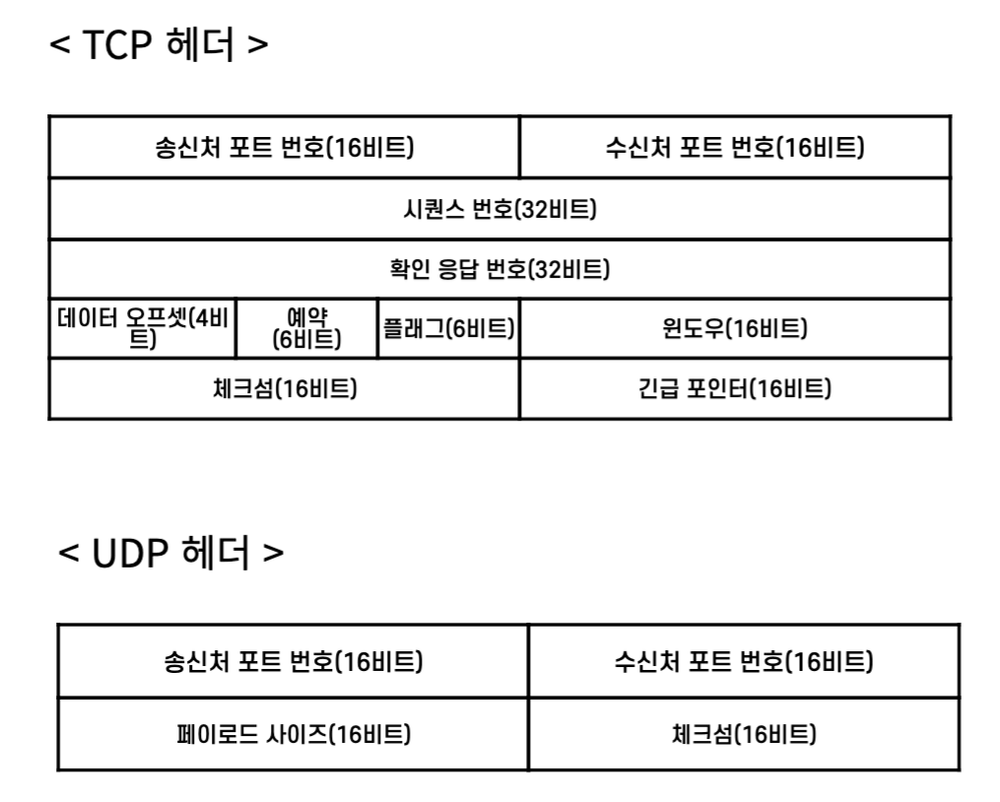 < TCP 헤더 >
송신처 포트 번호(16비트) 수신처 포트 번호(16비트)
시퀀스 번호(32비트)
확인 응답 번호(32비트)
데이터 오프셋(4비
트)
예약
(6비트)
플래그(6비트)
윈도우(16비트)
체크섬(16비트) 긴급 포인터(16비트)
< UDP 헤더 >
송신처 포트 번호(16비트) 수신처 포트 번호(16비트)
페이로드 사이즈(16비트) 체크섬(16비트)